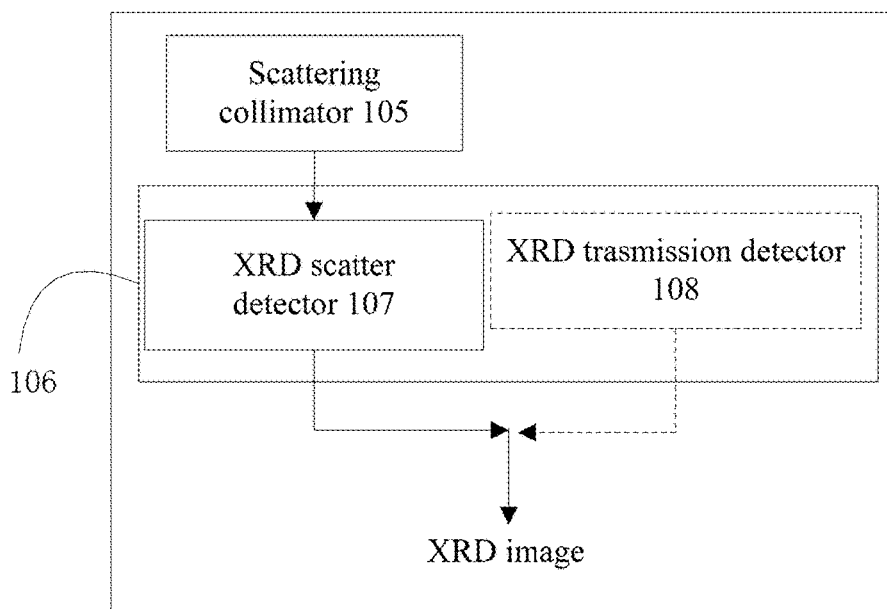 Scattering
collimator 105
XRD scatter
detector 107
XRD trasmission detector
108
106
XRD image